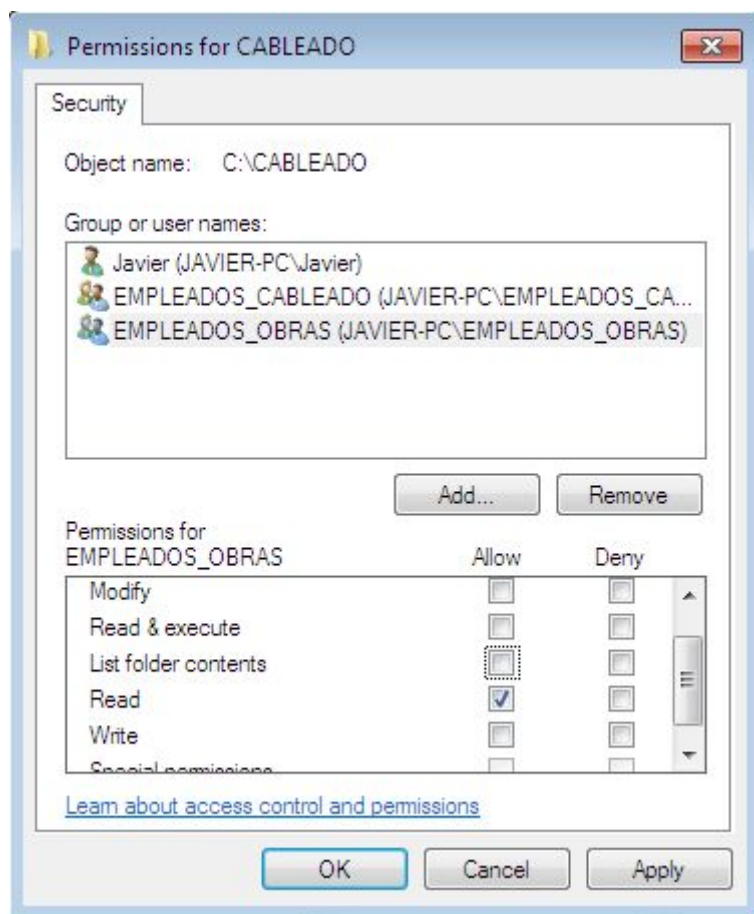 Permissions for CABLEADO
Security
Object name: C:\CABLEADO
Group or user names:
Javier (JAVIER-PC\Javier)
EMPLEADOS_CABLEADO (JAVIER-PC\EMPLEADOS_CA...
EMPLEADOS_OBRAS (JAVIER-PC\EMPLEADOS_OBRAS)
Add... Remove
Permissions for
EMPLEADOS_OBRAS Allow Deny
Modify
Read & execute
List folder contents
Read
Write
Special permissions
Learn about access control and permissions
OK Cancel Apply